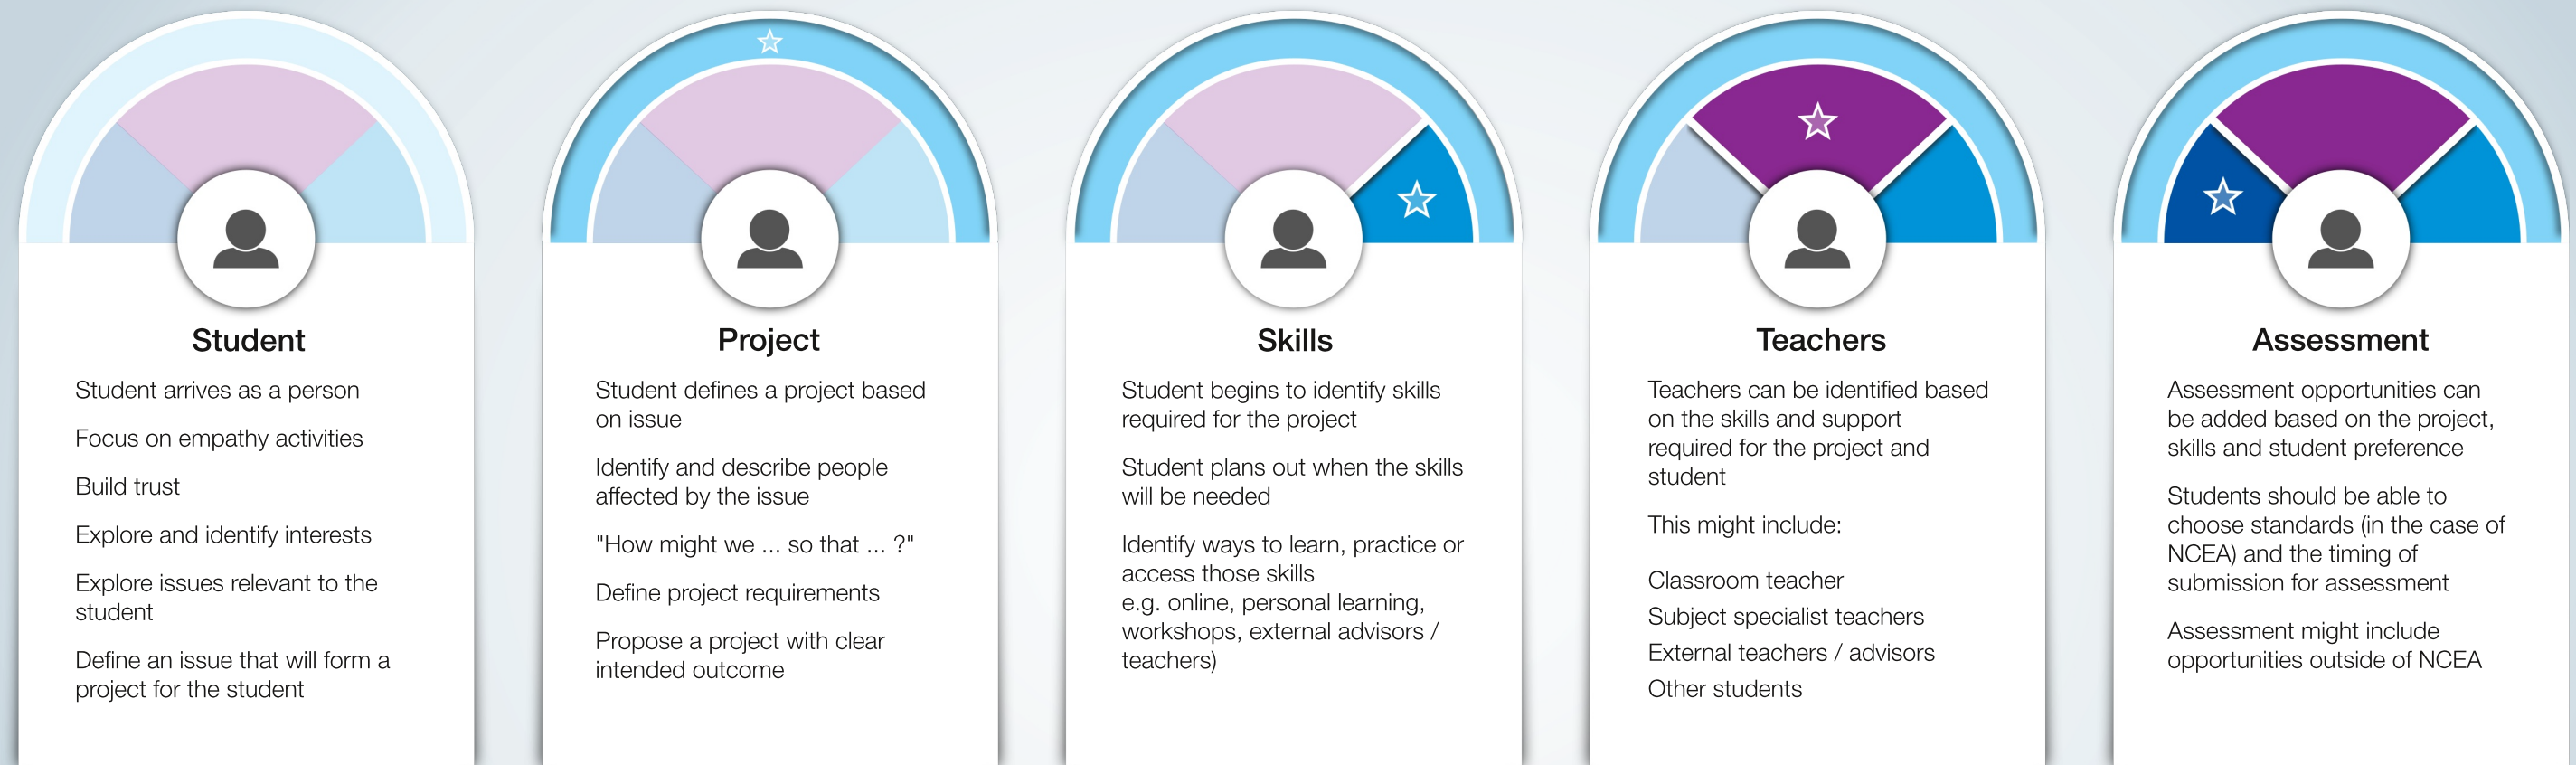 Student
Student arrives as a person
Focus on empathy activities
Build trust
Explore and identify interests
Explore issues relevant to the
student
Define an issue that will form a
project for the student
Project
Student defines a project based
on issue
Identify and describe people
affected by the issue
"How might we ... so that ... ?"
Define project requirements
Propose a project with clear
intended outcome
Skills
Student begins to identify skills
required for the project
Student plans out when the skills
will be needed
Identify ways to learn, practice or
access those skills
e.g. online, personal learning,
workshops, external advisors /
teachers)
Teachers
Teachers can be identified based
on the skills and support
required for the project and
student
This might include:
Classroom teacher
Subject specialist teachers
External teachers / advisors
Other students
Assessment
Assessment opportunities can
be added based on the project,
skills and student preference
Students should be able to
choose standards (in the case of
NCEA) and the timing of
submission for assessment
Assessment might include
opportunities outside of NCEA